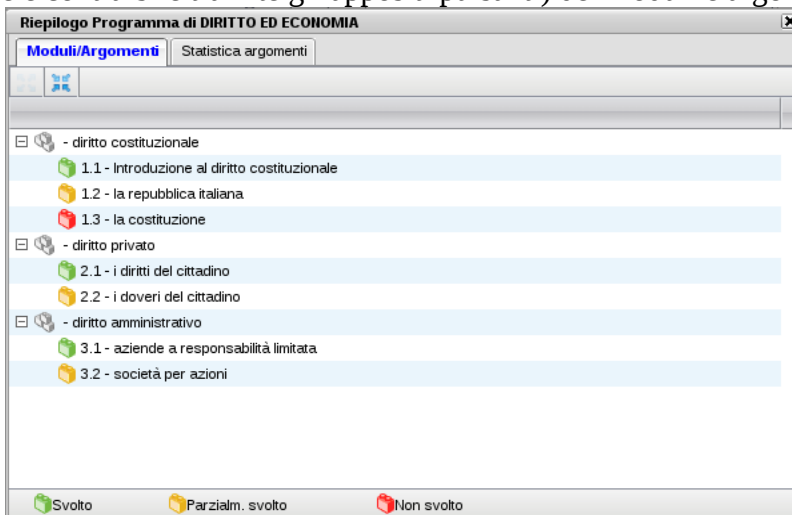 Riepilogo Programma di DIRITTO ED ECONOMIA
Moduli/Argomenti Statistica argomenti
- diritto costituzionale
1.1 - Introduzione al diritto costituzionale
1.2 - la repubblica italiana
1.3 - la costituzione
- diritto privato
2.1 - i diritti del cittadino
2.2 - i doveri del cittadino
- diritto amministrativo
3.1 - aziende a responsabilità limitata
3.2 - società per azioni
Svolto Parzialm. svolto Non svolto